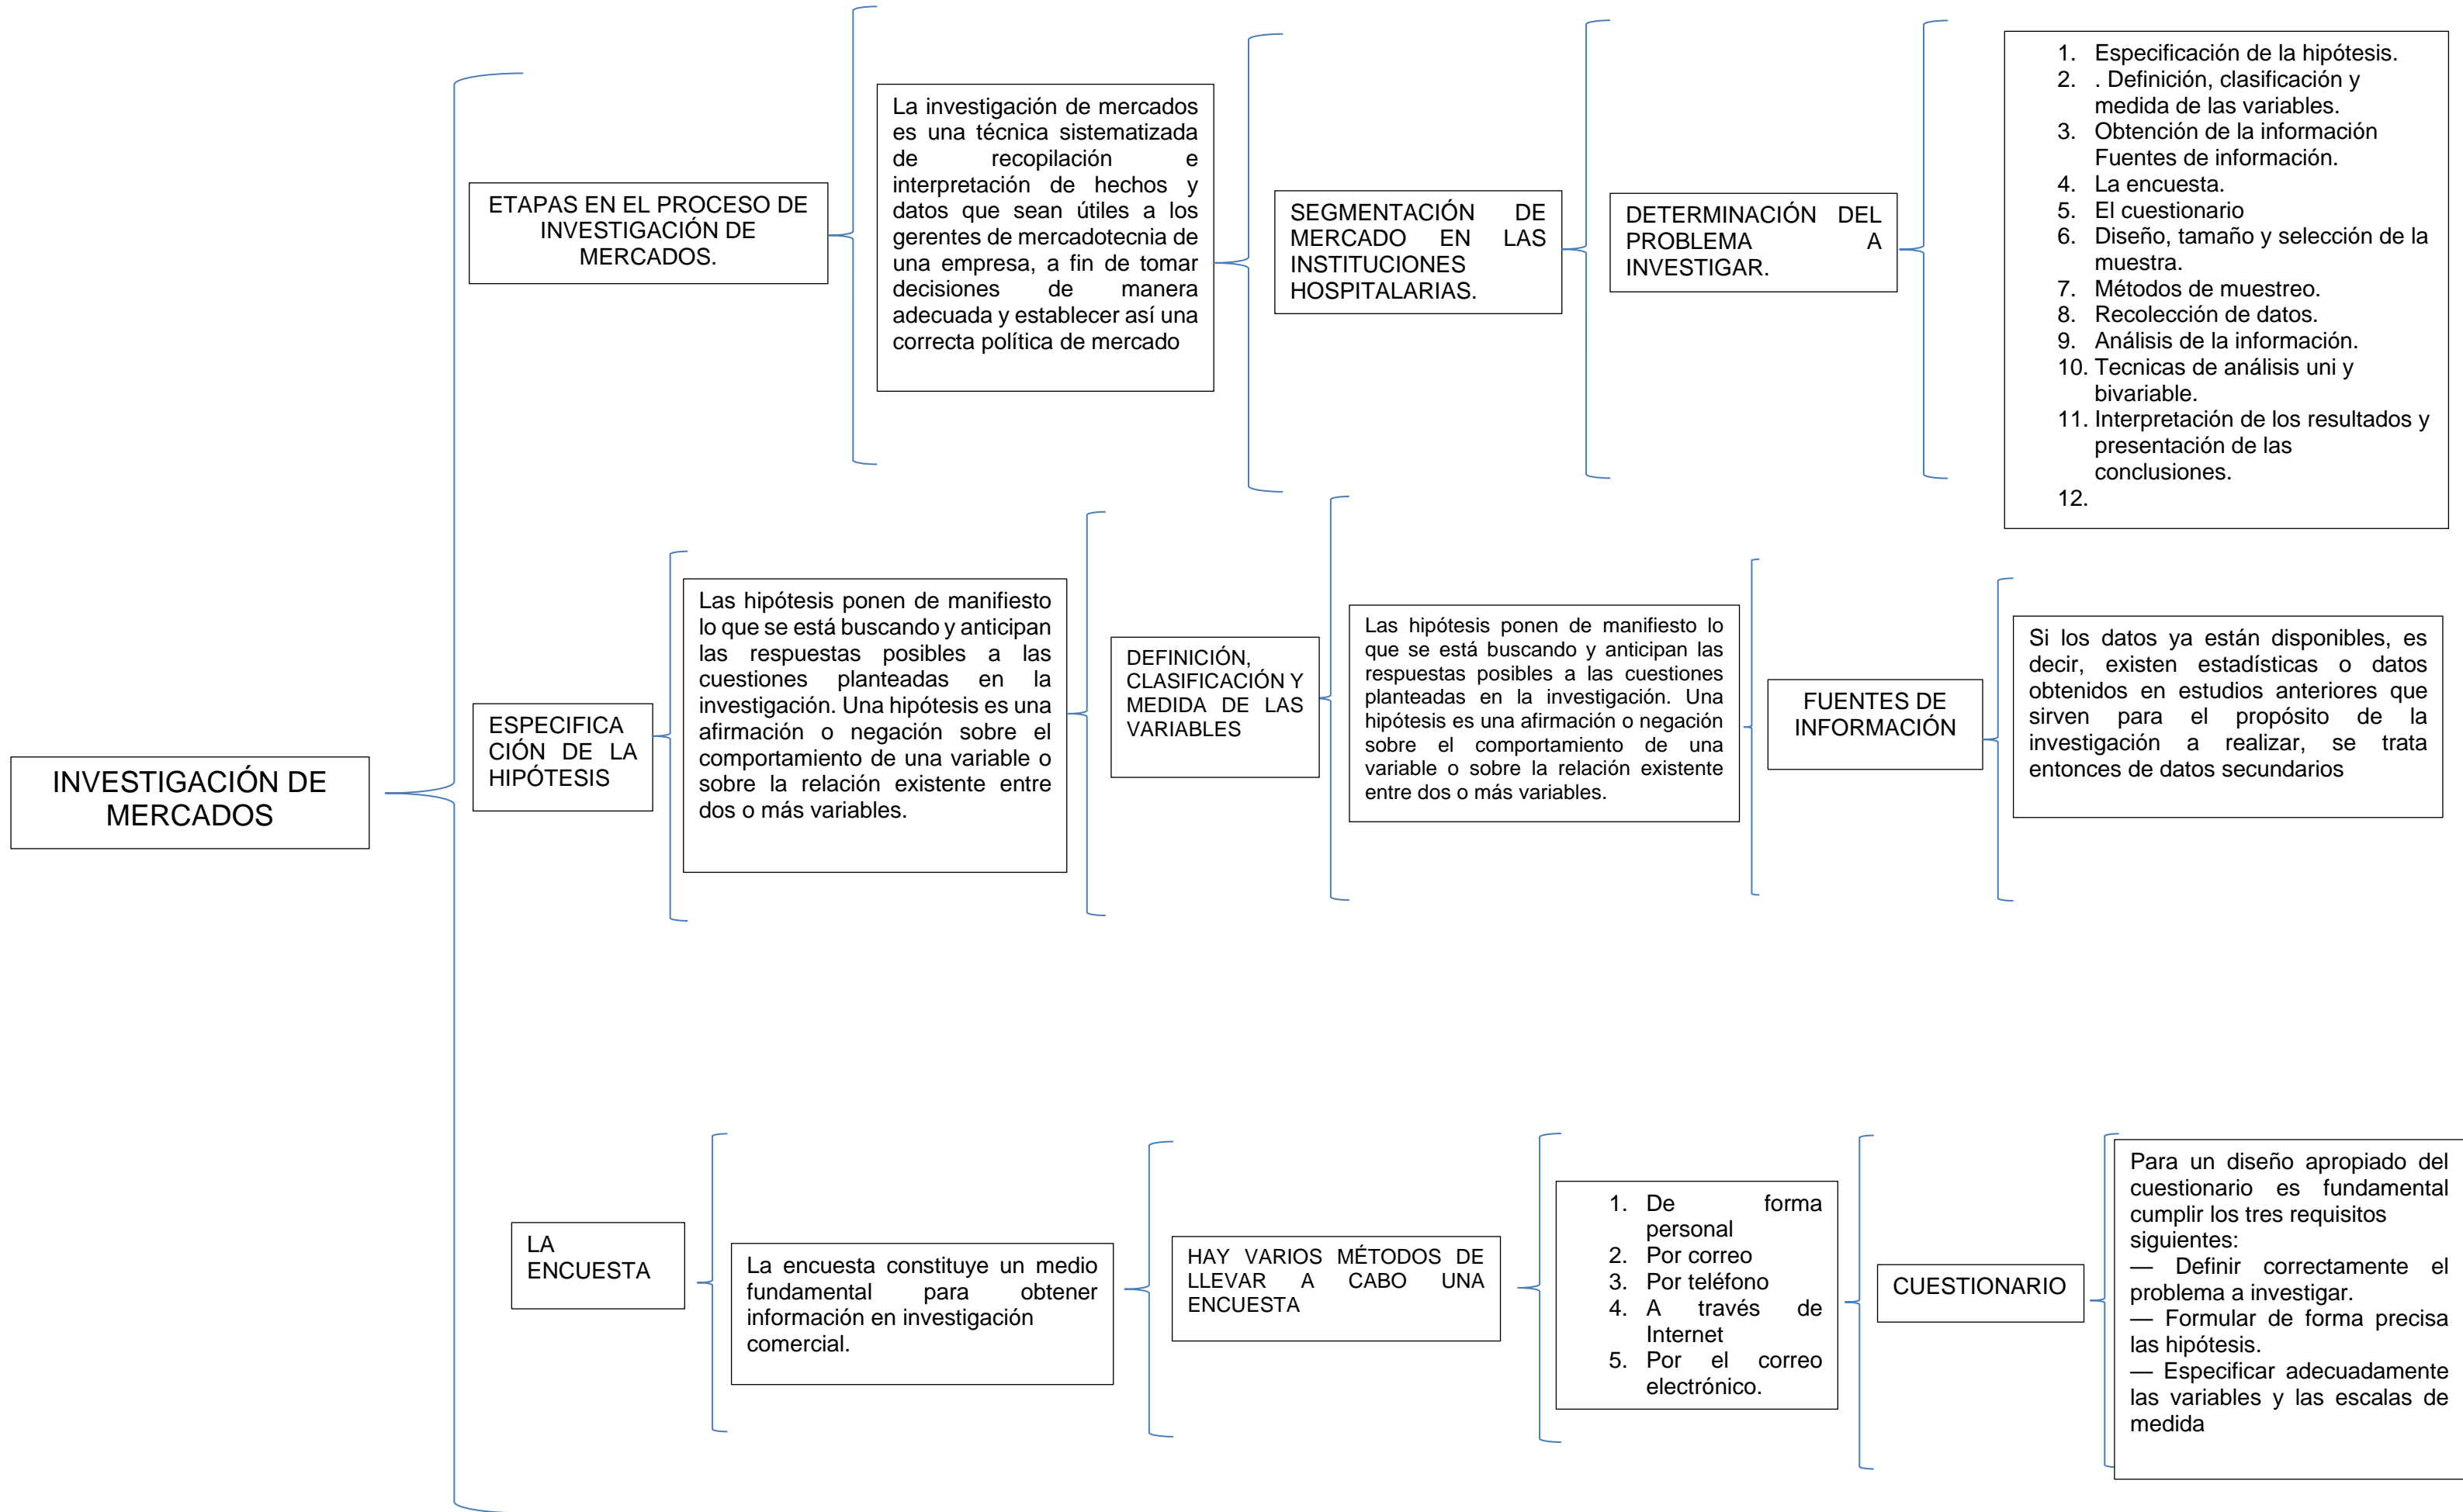 INVESTIGACIÓN DE
MERCADOS
ETAPAS EN EL PROCESO DE
INVESTIGACIÓN DE
MERCADOS.
La investigación de mercados
es una técnica sistematizada
de recopilación e
interpretación de hechos y
datos que sean útiles a los
gerentes de mercadotecnia de
una empresa, a fin de tomar
decisiones de manera
adecuada y establecer así una
correcta política de mercado
SEGMENTACIÓN DE
MERCADO EN LAS
INSTITUCIONES
HOSPITALARIAS.
DETERMINACIÓN DEL
PROBLEMA A
INVESTIGAR.
1. Especificación de la hipótesis.
2. . Definición, clasificación y
medida de las variables.
3. Obtención de la información
Fuentes de información.
4. La encuesta.
5. El cuestionario
6. Diseño, tamaño y selección de la
muestra.
7. Métodos de muestreo.
8. Recolección de datos.
9. Análisis de la información.
10. Tecnicas de análisis uni y
bivariable.
11. Interpretación de los resultados y
presentación de las
conclusiones.
12.
ESPECIFICA
CIÓN DE LA
HIPÓTESIS
Las hipótesis ponen de manifiesto
lo que se está buscando y anticipan
las respuestas posibles a las
cuestiones planteadas en la
investigación. Una hipótesis es una
afirmación o negación sobre el
comportamiento de una variable o
sobre la relación existente entre
dos o más variables.
DEFINICIÓN,
CLASIFICACIÓN Y
MEDIDA DE LAS
VARIABLES
Las hipótesis ponen de manifiesto lo
que se está buscando y anticipan las
respuestas posibles a las cuestiones
planteadas en la investigación. Una
hipótesis es una afirmación o negación
sobre el comportamiento de una
variable o sobre la relación existente
entre dos o más variables.
FUENTES DE
INFORMACIÓN
Si los datos ya están disponibles, es
decir, existen estadísticas o datos
obtenidos en estudios anteriores que
sirven para el propósito de la
investigación a realizar, se trata
entonces de datos secundarios
LA
ENCUESTA
La encuesta constituye un medio
fundamental para obtener
información en investigación
comercial.
HAY VARIOS MÉTODOS DE
LLEVAR A CABO UNA
ENCUESTA
1. De forma
personal
2. Por correo
3. Por teléfono
4. A través de
Internet
5. Por el correo
electrónico.
CUESTIONARIO
Para un diseño apropiado del
cuestionario es fundamental
cumplir los tres requisitos
siguientes:
— Definir correctamente el
problema a investigar.
— Formular de forma precisa
las hipótesis.
— Especificar adecuadamente
las variables y las escalas de
medida